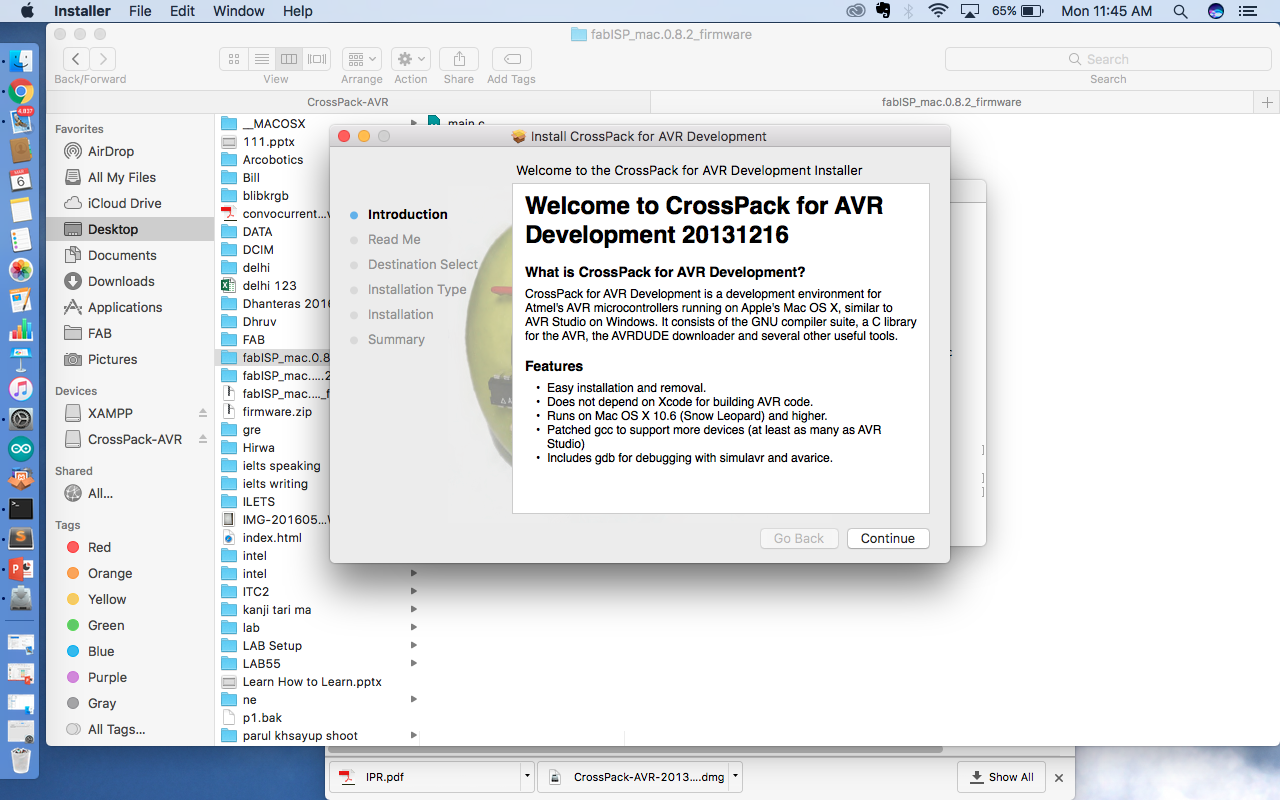 Installer File Edit Window Help
65% Mon 11:45 AM
fabISP_mac.0.8.2_firmware
Back/Forward View Arrange Action Share Add Tags Search
Search
CrossPack-AVR fabISP_mac.0.8.2_firmware
Favorites
AirDrop
All My Files
iCloud Drive
Desktop
Documents
Downloads
Applications
FAB
Pictures
Devices
XAMPP
CrossPack-AVR
Shared
All...
Tags
Red
Orange
Yellow
Green
Blue
Purple
Gray
All Tags...
__MACOSX
111.pptx
Arcobotics
Bill
blibkrgb
convocurrent...
DATA
DCIM
delhi
delhi 123
Dhanteras 2016
Dhruv
FAB
fabISP_mac.0.8
fabISP_mac.....2
fabISP_mac...._f
firmware.zip
gre
Hirwa
ielts speaking
ielts writing
ILETS
IMG-201605...
index.html
intel
intel
ITC2
kanji tari ma
lab
LAB Setup
LAB55
Learn How to Learn.pptx
ne
p1.bak
parul khsayup shoot
main.c
Install CrossPack for AVR Development
Welcome to the CrossPack for AVR Development Installer
Introduction
Read Me
Destination Select
Installation Type
Installation
Summary
Welcome to CrossPack for AVR
Development 20131216
What is CrossPack for AVR Development?
CrossPack for AVR Development is a development environment for
Atmel's AVR microcontrollers running on Apple's Mac OS X, similar to
AVR Studio on Windows. It consists of the GNU compiler suite, a C library
for the AVR, the AVRDUDE downloader and several other useful tools.
Features
• Easy installation and removal.
• Does not depend on Xcode for building AVR code.
• Runs on Mac OS X 10.6 (Snow Leopard) and higher.
• Patched gcc to support more devices (at least as many as AVR
Studio)
• Includes gdb for debugging with simulavr and avarice.
Go Back Continue
IPR.pdf
CrossPack-AVR-2013....dmg
Show All
4,837
MAR
6